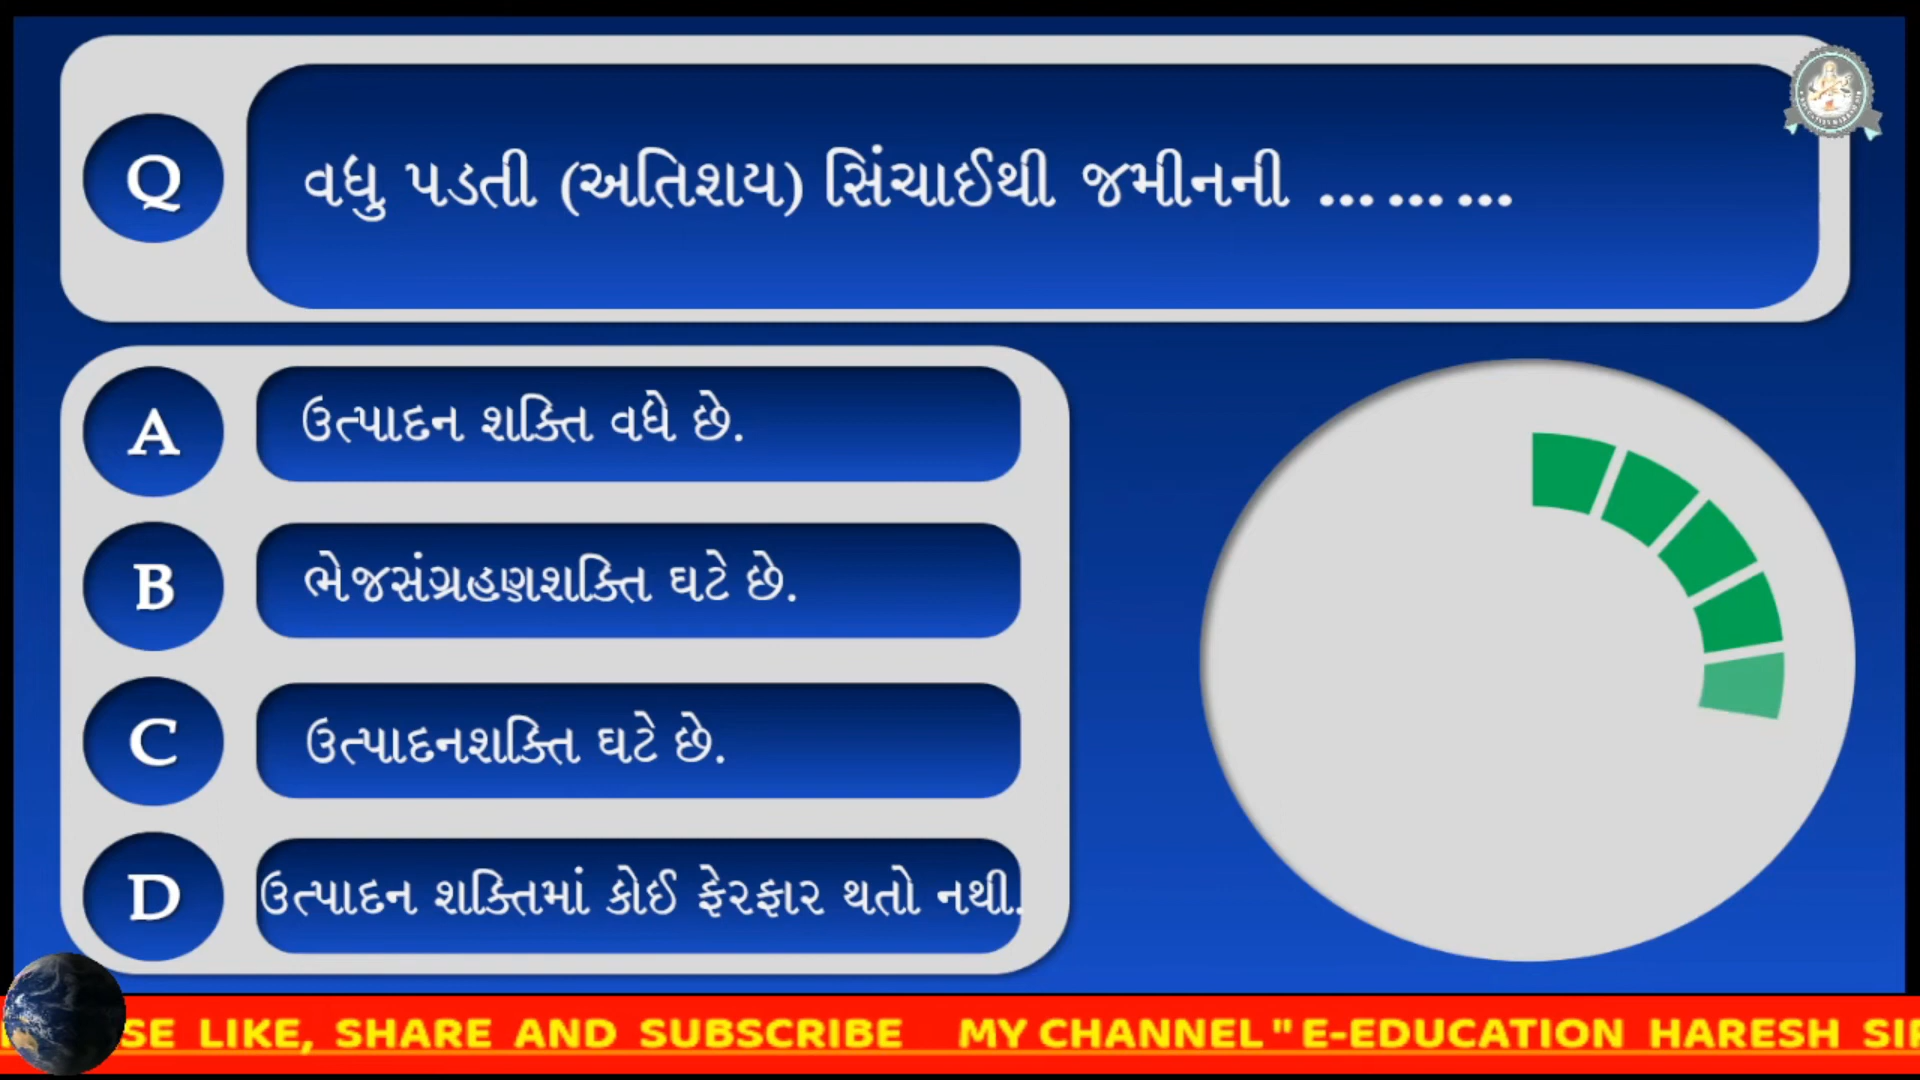 Q
વધુ પડતી (અતિશય) સિંચાઈથી જમીનની ... ... ...
A
ઉત્પાદન શક્તિ વધે છે.
B
ભેજસંગ્રહણશક્તિ ઘટે છે.
C
ઉત્પાદનશક્તિ ઘટે છે.
D
ઉત્પાદન શક્તિમાં કોઈ ફેરફાર થતો નથી.
SE LIKE, SHARE AND SUBSCRIBE MY CHANNEL "E-EDUCATION HARESH SIR